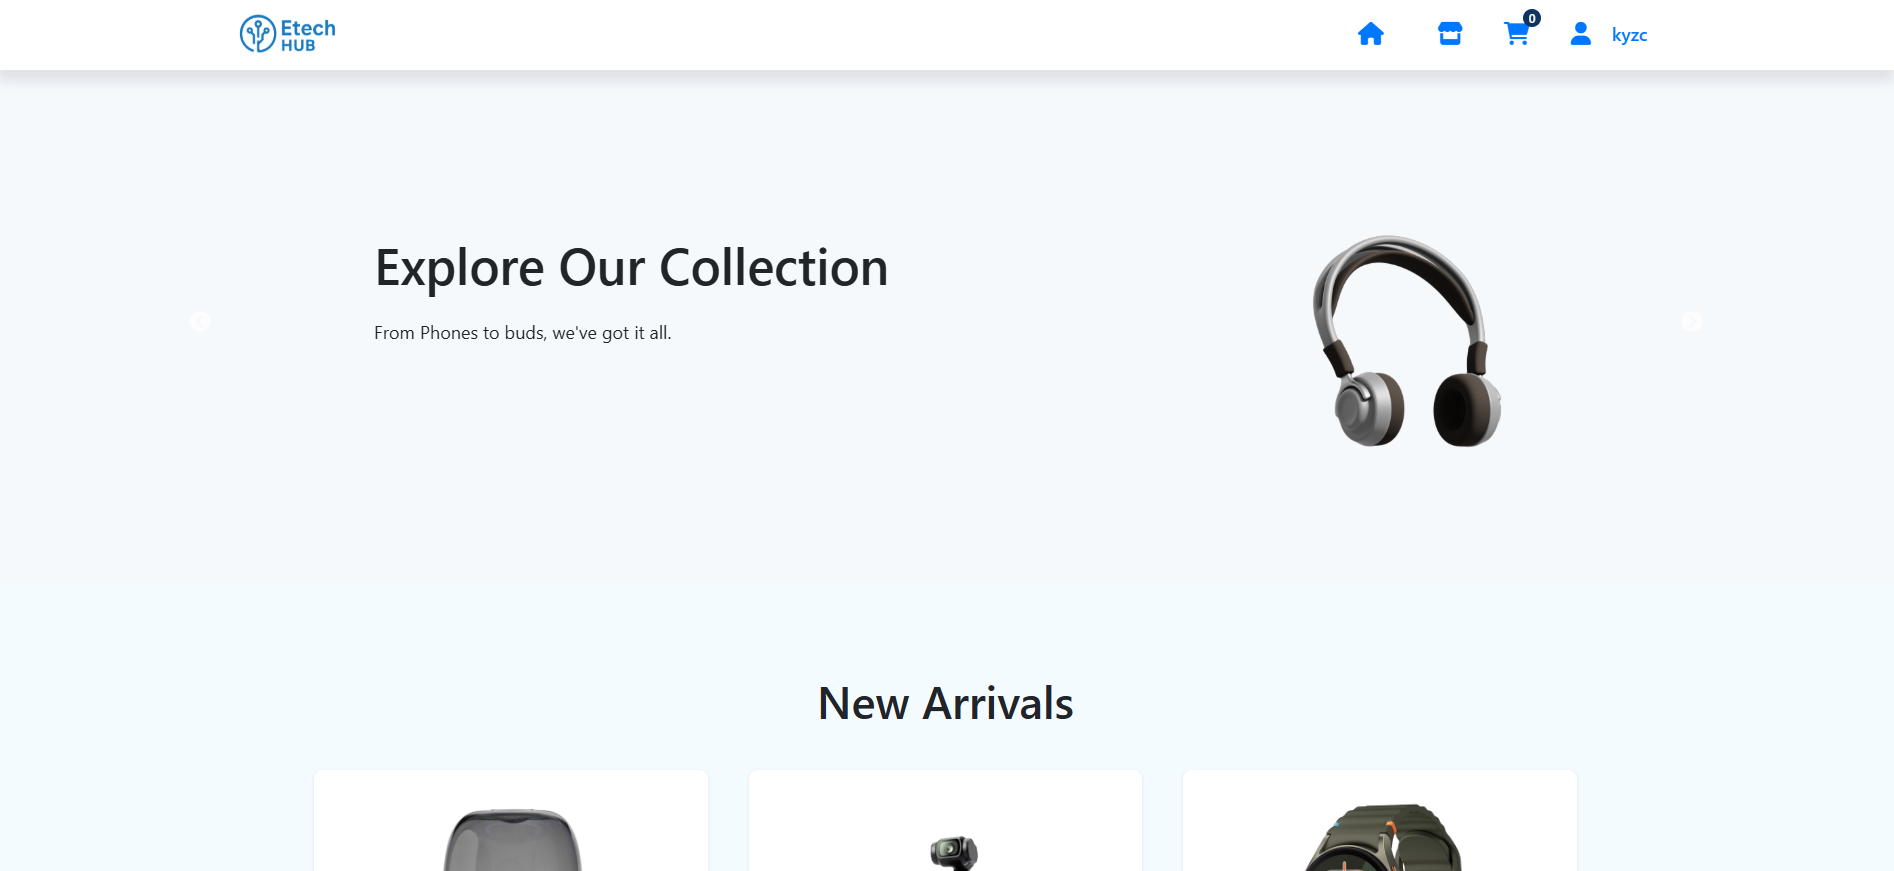 Etech
HUB
0
kyzc
Explore Our Collection
From Phones to buds, we've got it all.
New Arrivals